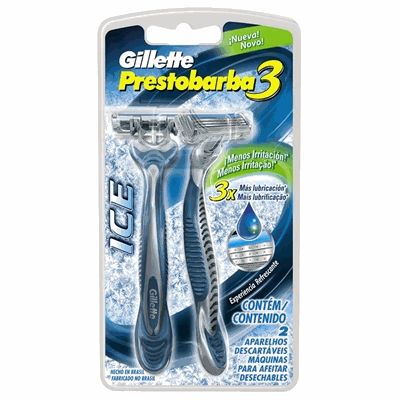 ¡Nueva!
Novo!
Gillette
Prestobarba3
¡Menos Irritación!*
Menos Irritação!*
3x
Más lubricación*
Mais lubrificação*
ICE
Experiencia Refrescante
Gillette
CONTÉM/
CONTENIDO
2
APARELHOS
DESCARTÁVEIS
MÁQUINAS
PARA AFEITAR
DESECHABLES
HECHO EN BRASIL
FABRICADO NO BRASIL